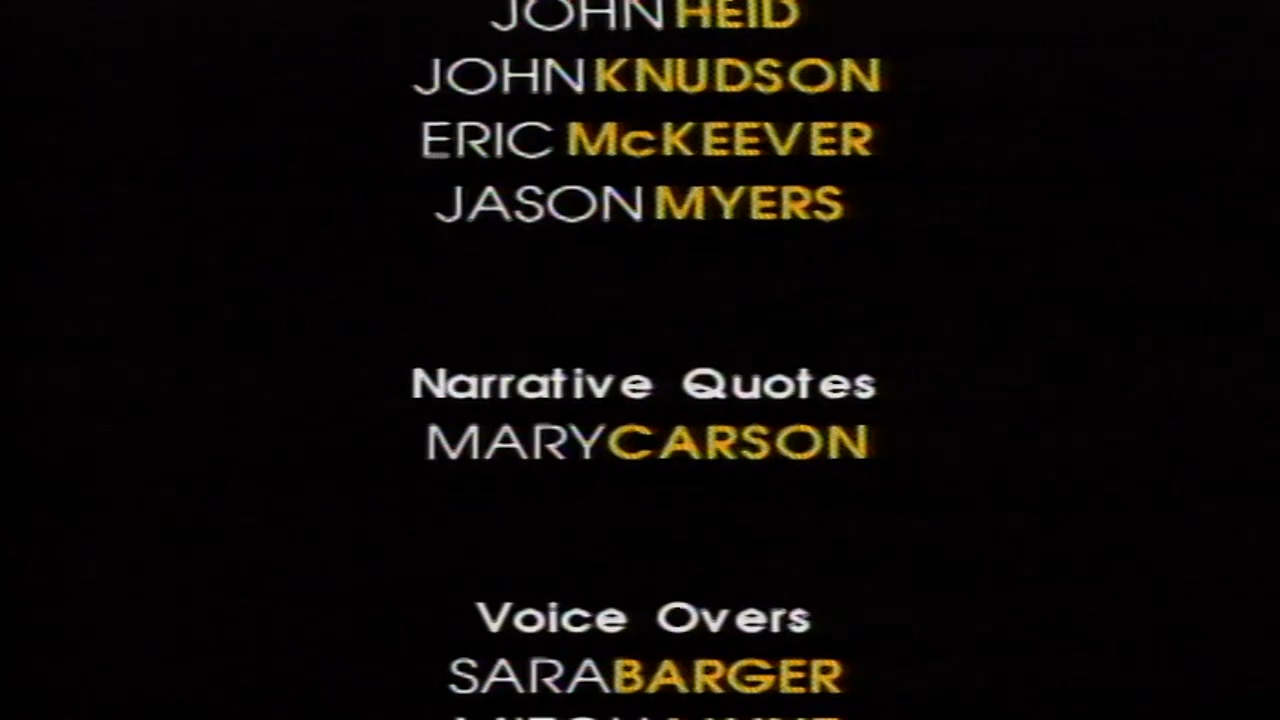 JOHN HEID
JOHN KNUDSON
ERIC McKEEVER
JASON MYERS
Narrative Quotes
MARY CARSON
Voice Overs
SARA BARGER